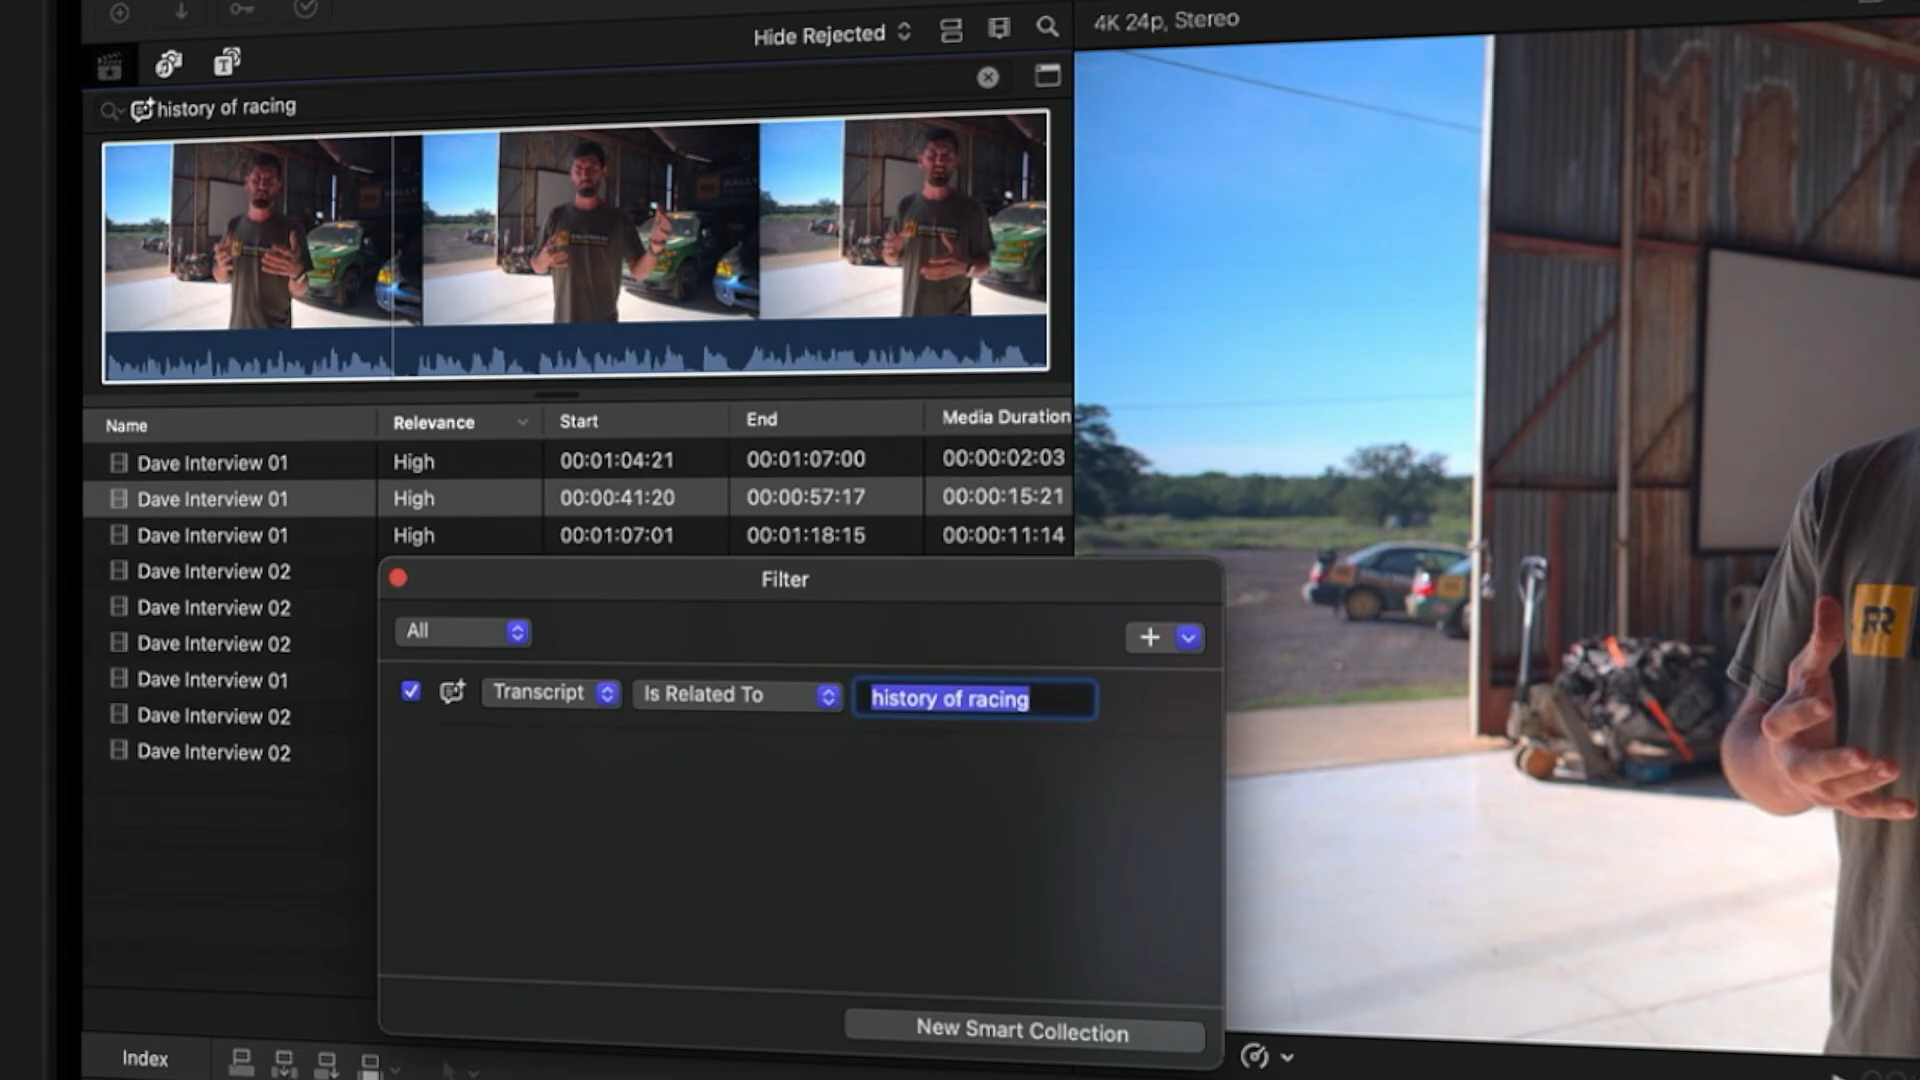 Hide Rejected
4K 24p, Stereo
history of racing
Name Relevance Start End Media Duration
Dave Interview 01 High 00:01:04:21 00:01:07:00 00:00:02:03
Dave Interview 01 High 00:00:41:20 00:00:57:17 00:00:15:21
Dave Interview 01 High 00:01:07:01 00:01:18:15 00:00:11:14
Dave Interview 02
Dave Interview 02
Dave Interview 02
Dave Interview 01
Dave Interview 02
Dave Interview 02
Filter
All
Transcript Is Related To history of racing
New Smart Collection
Index
RR